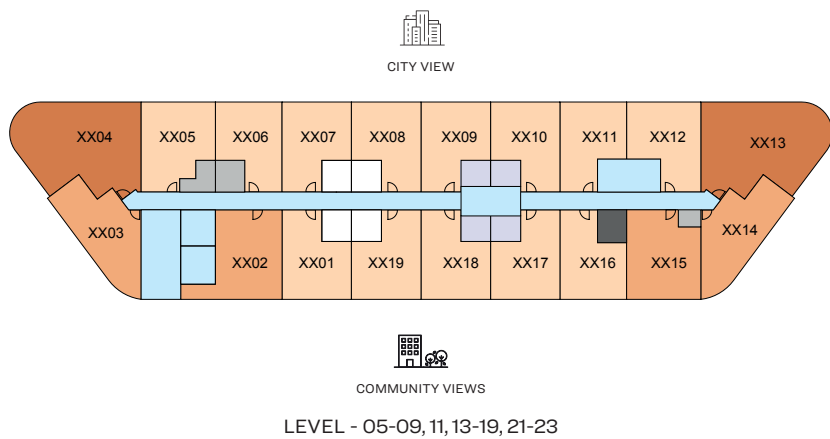 CITY VIEW
XX04 XX05 XX06 XX07 XX08 XX09 XX10 XX11 XX12 XX13
XX03 XX02 XX01 XX19 XX18 XX17 XX16 XX15 XX14
COMMUNITY VIEWS
LEVEL - 05-09, 11, 13-19, 21-23